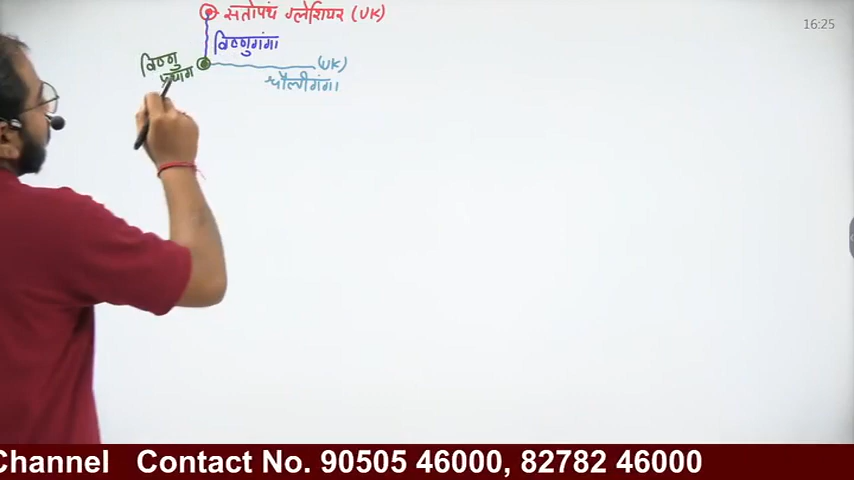 सतोपंथ ग्लेशियर (UK)
16:25
विष्णुगंगा
विष्णु
प्रयाग
(UK)
धौलीगंगा
Channel Contact No. 90505 46000, 82782 46000